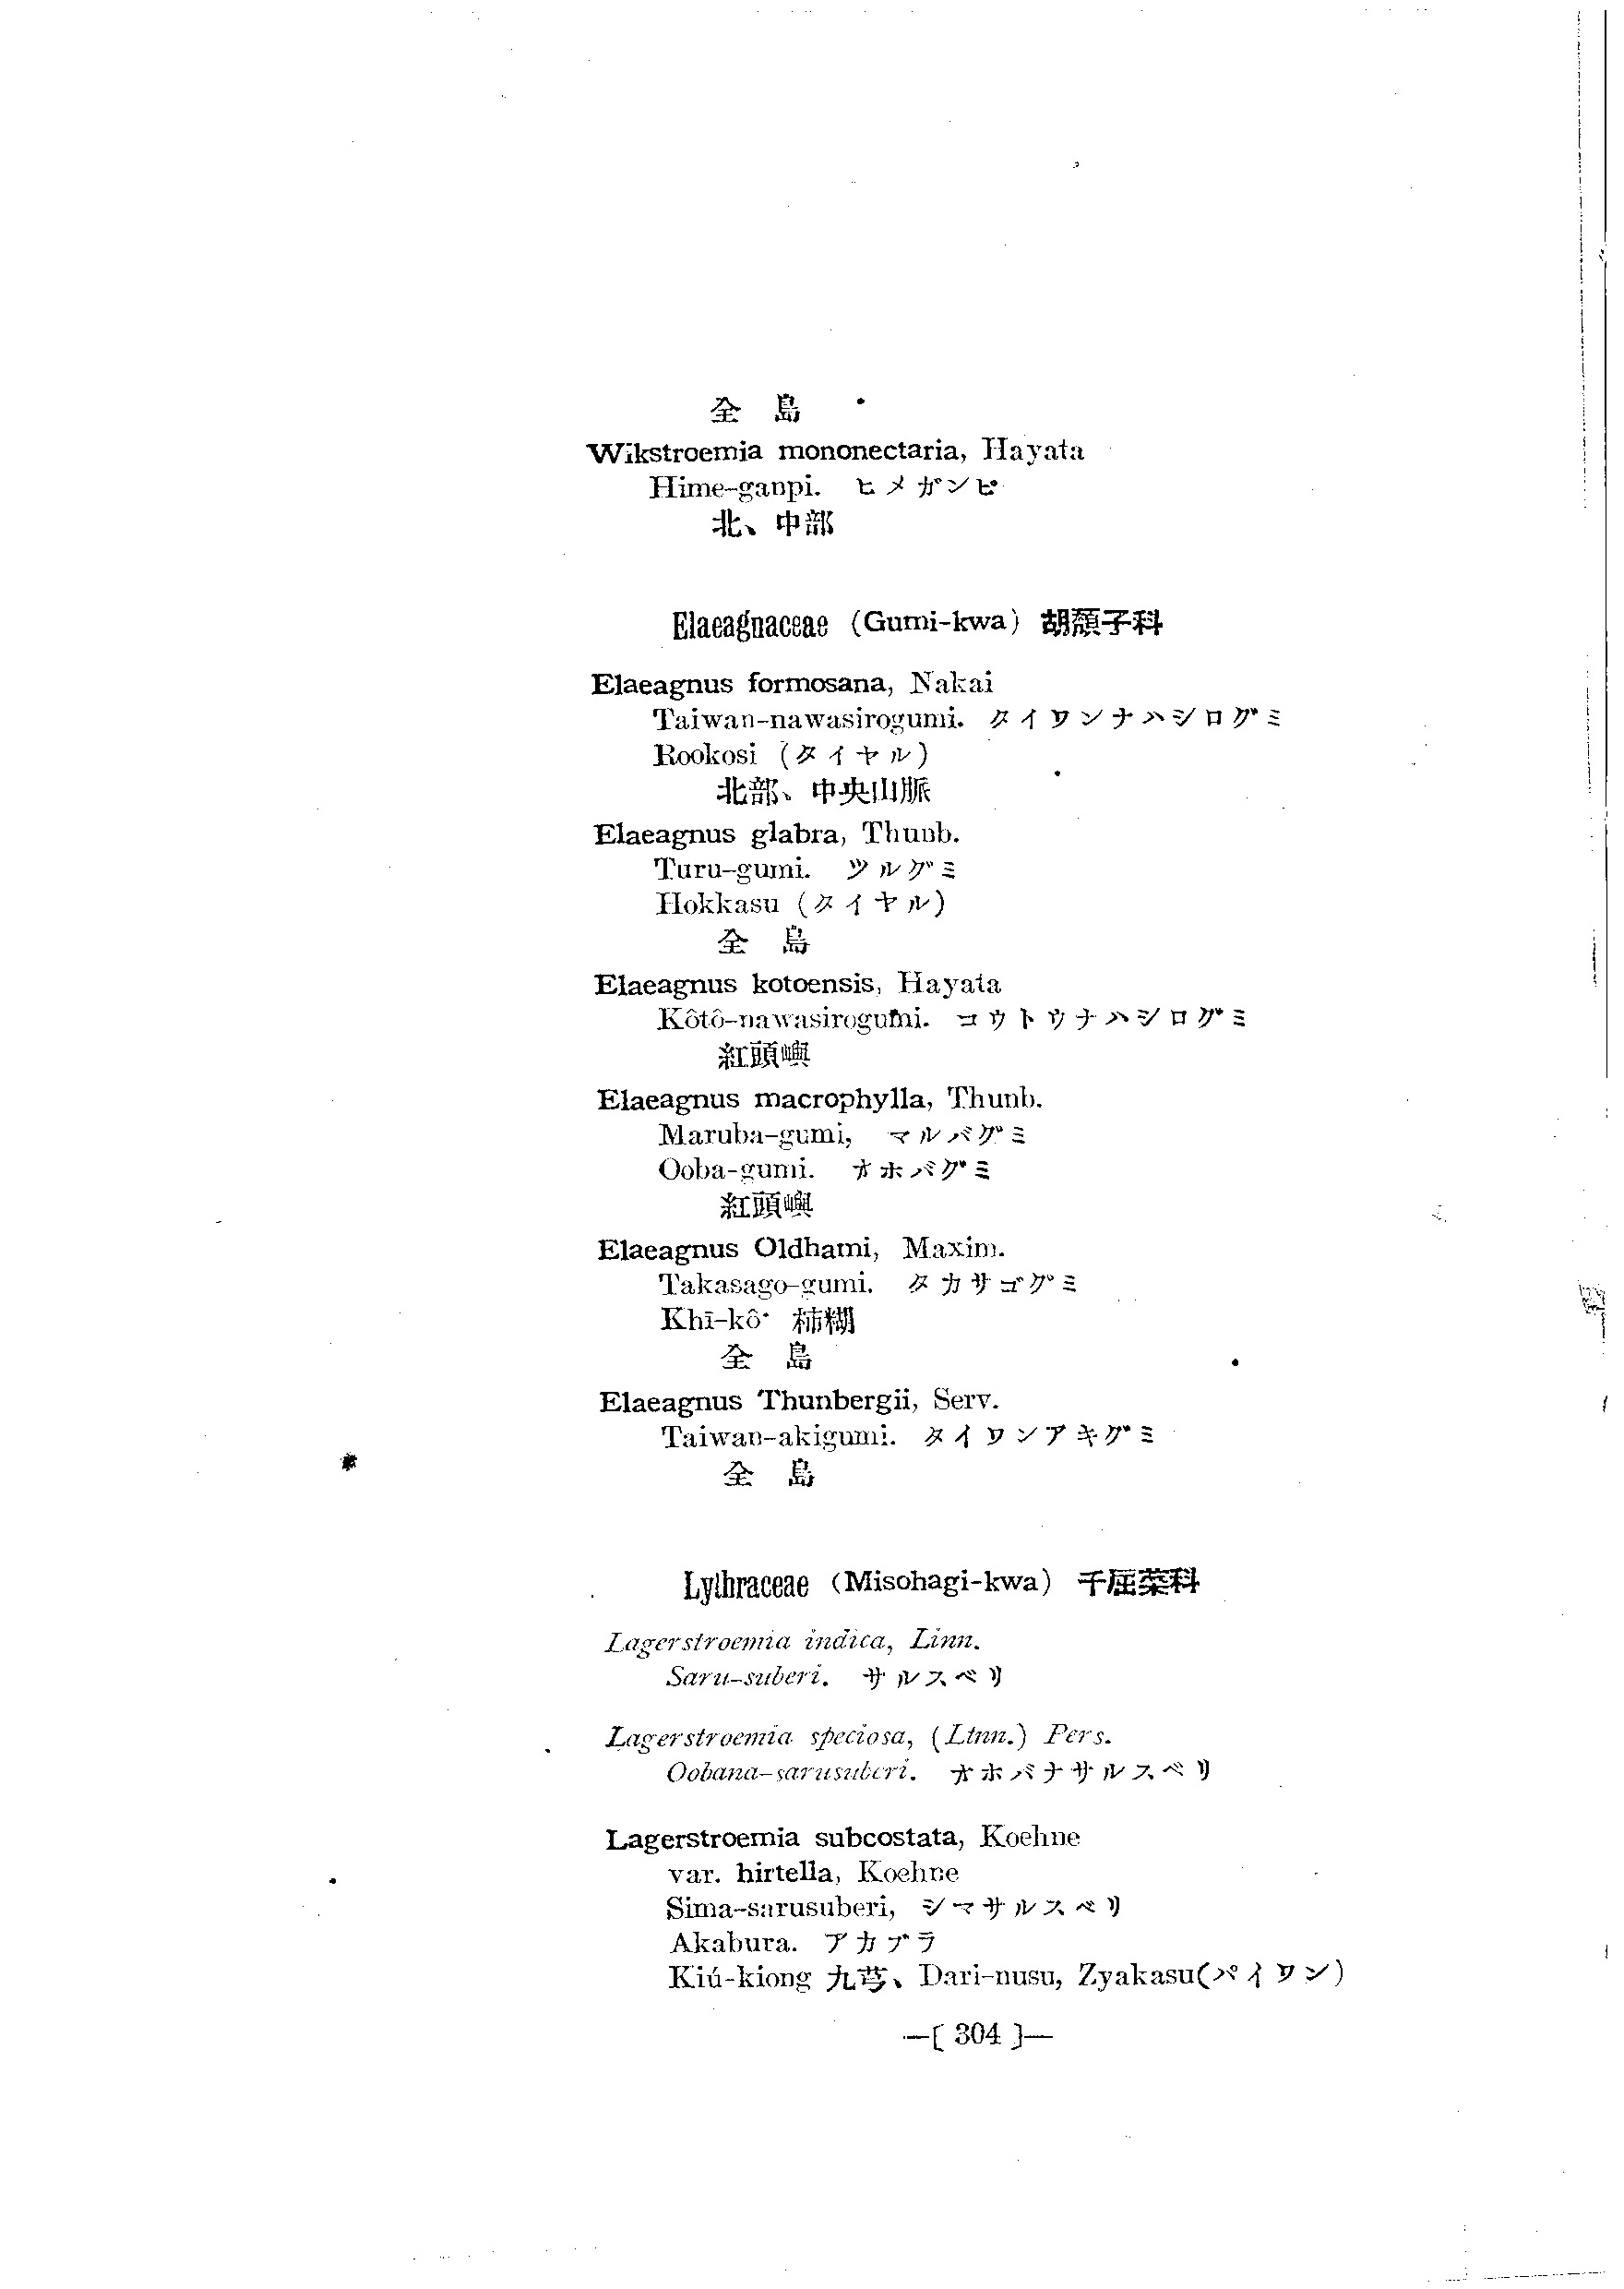 全 島
Wikstroemia mononectaria, Hayata
Hime-ganpi. ヒメガンピ
北、中部
Elaeagnaceae (Gumi-kwa) 胡頽子科
Elaeagnus formosana, Nakai
Taiwan-nawasirogumi. タイワンナハシログミ
Rookosi (タイヤル)
北部、中央山脈
Elaeagnus glabra, Thunb.
Turu-gumi. ツルグミ
Hokkasu (タイヤル)
全 島
Elaeagnus kotoensis, Hayata
Kôtô-nawasirogumi. コウトウナハシログミ
紅頭嶼
Elaeagnus macrophylla, Thunb.
Maruba-gumi, マルバグミ
Ooba-gumi. オホバグミ
紅頭嶼
Elaeagnus Oldhami, Maxim.
Takasago-gumi. タカサゴグミ
Khī-kô· 柿糊
全 島
Elaeagnus Thunbergii, Serv.
Taiwan-akigumi. タイワンアキグミ
全 島
Lythraceae (Misohagi-kwa) 千屈菜科
Lagerstroemia indica, Linn.
Saru-suberi. サルスベリ
Lagerstroemia speciosa, (Linn.) Pers.
Oobana-sarusuberi. オホバナサルスベリ
Lagerstroemia subcostata, Koehne
var. hirtella, Koehne
Sima-sarusuberi, シマサルスベリ
Akabura. アカブラ
Kiú-kiong 九芎、Dari-nusu, Zyakasu(パイワン)
—[ 304 ]—